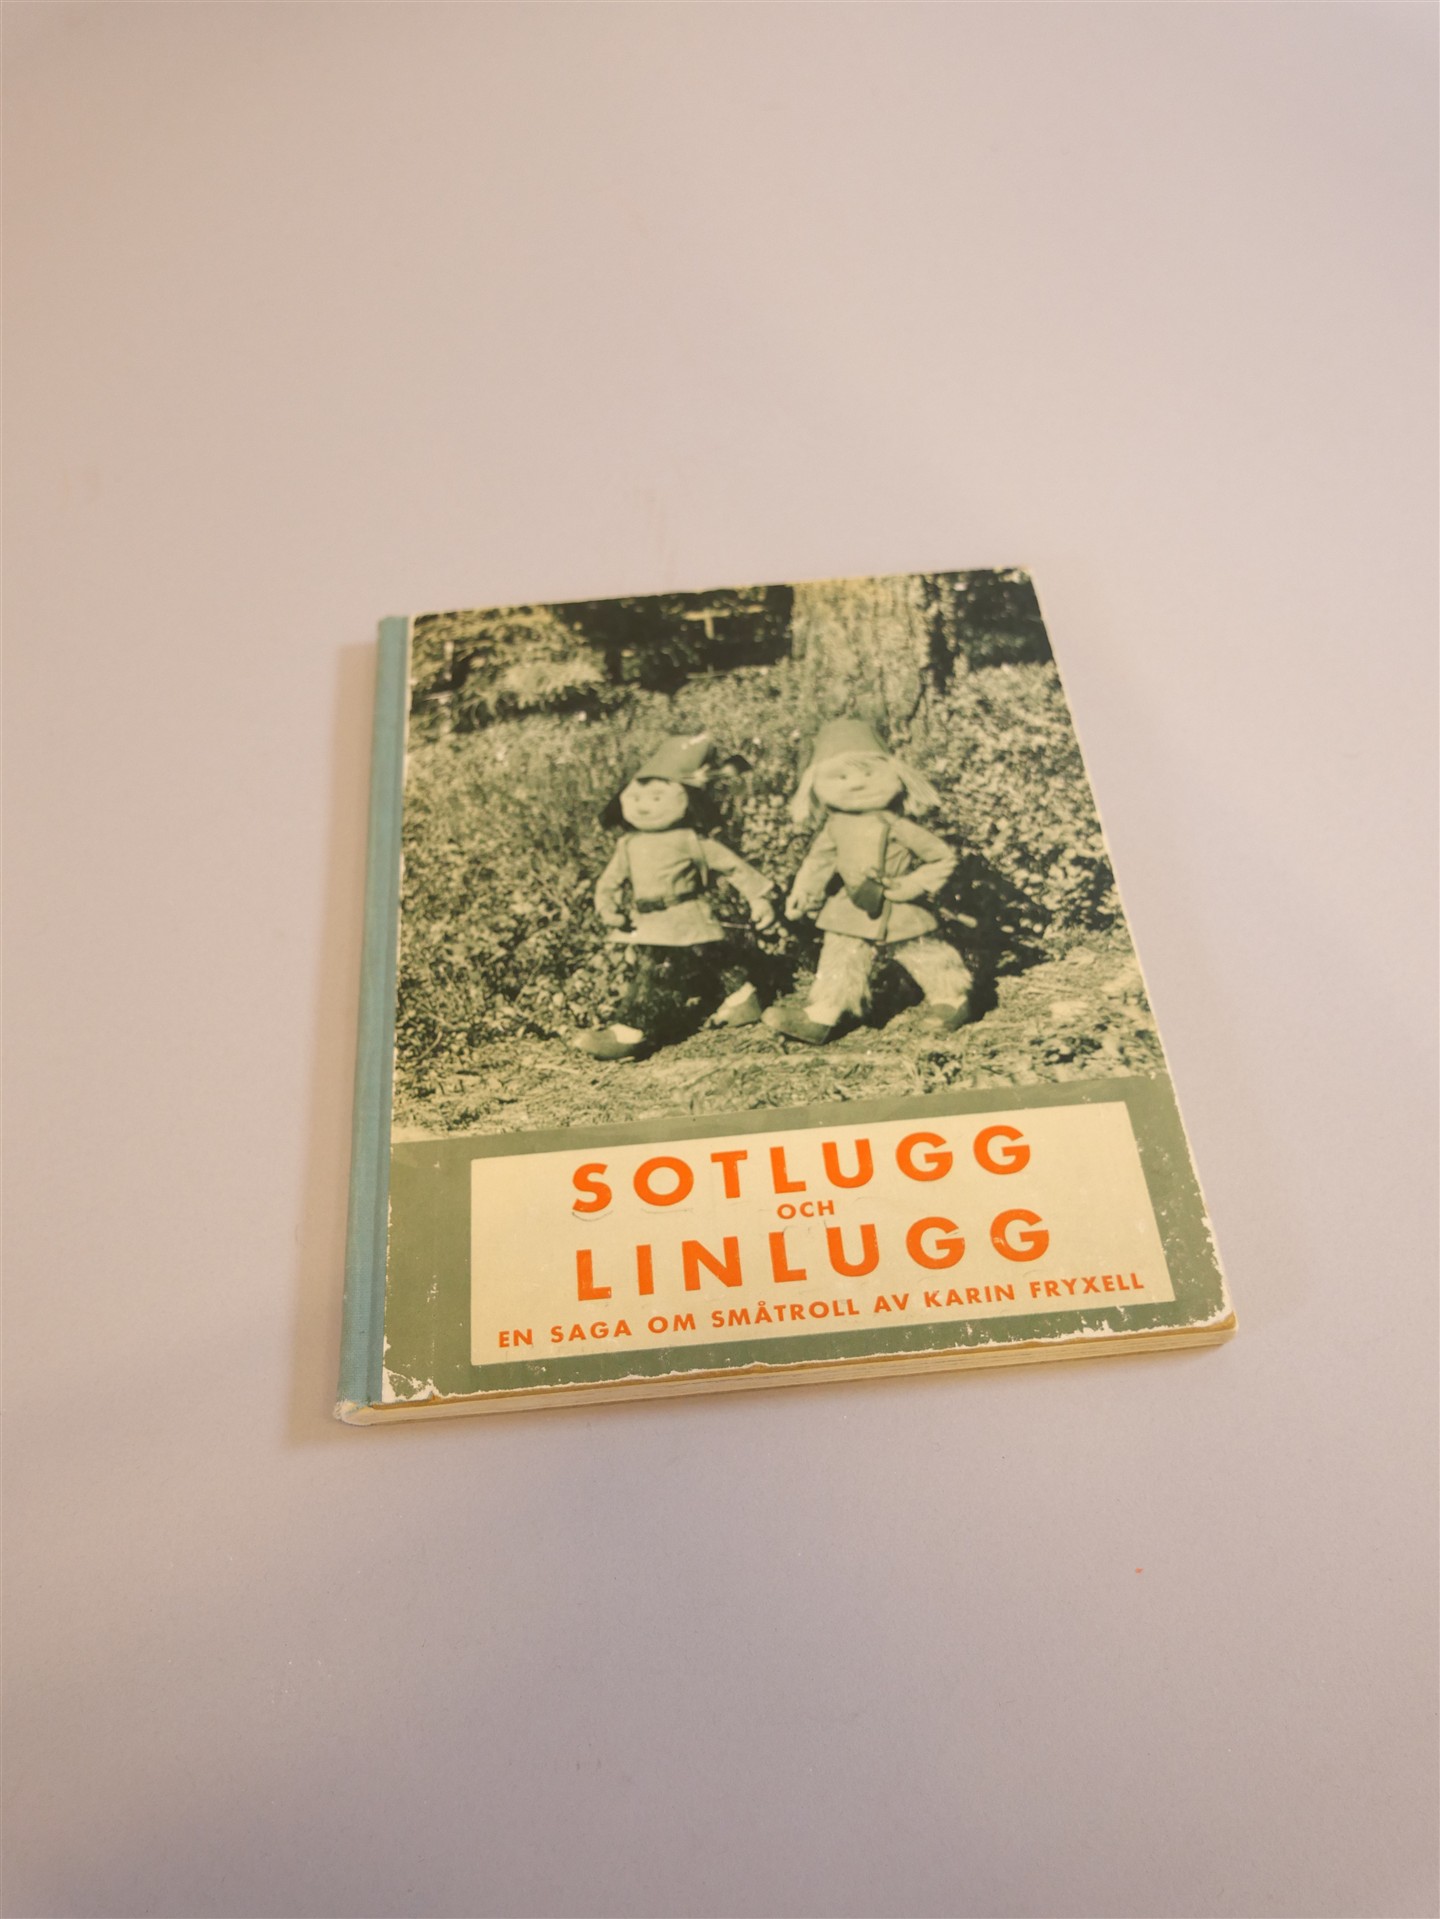 SOTLUGG
OCH
LINLUGG
EN SAGA OM SMÅTROLL AV KARIN FRYXELL